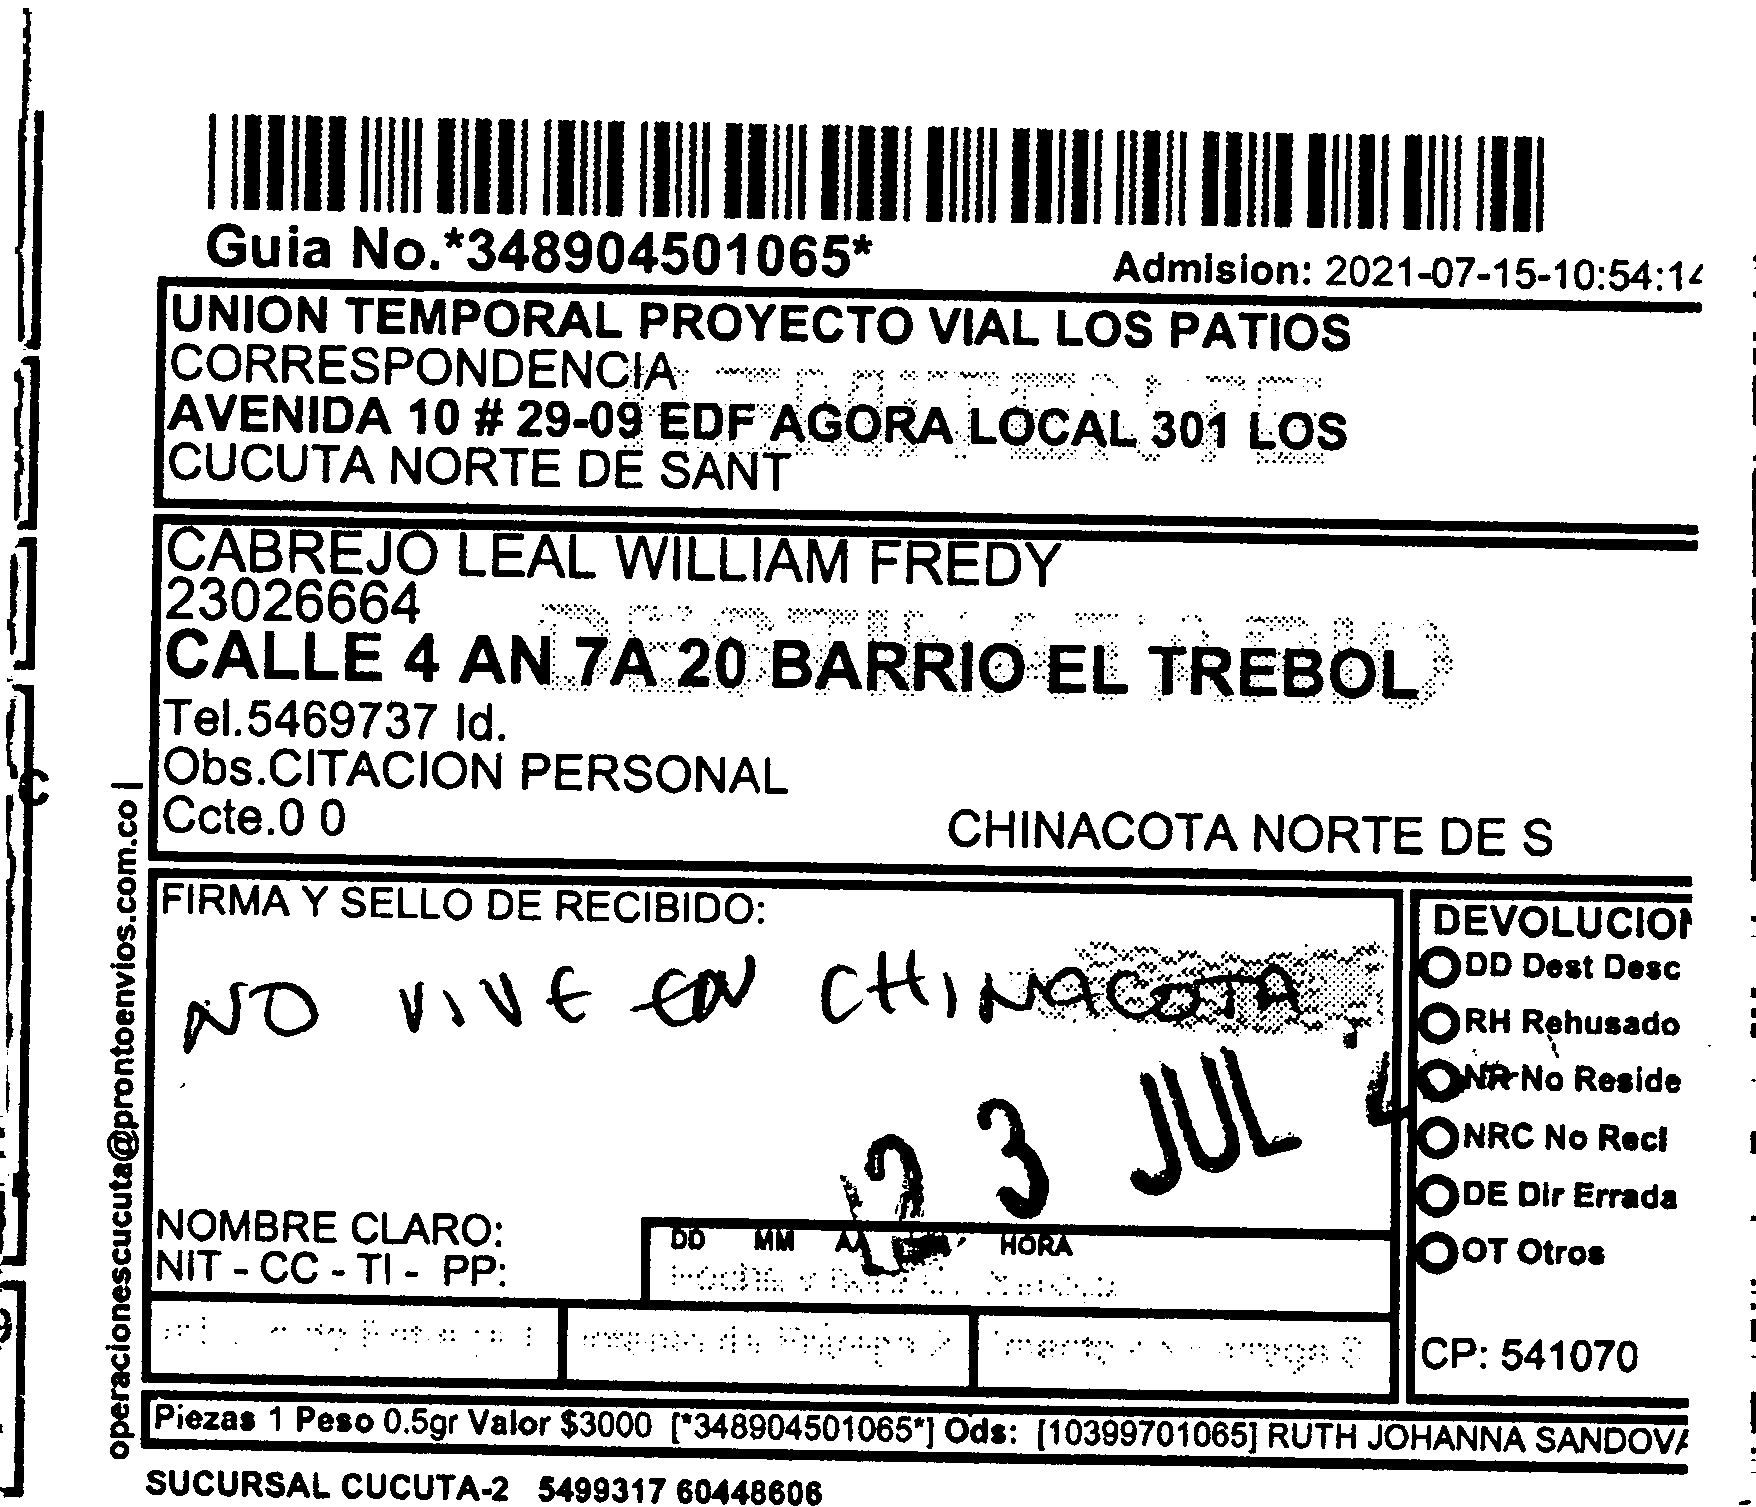 Guia No.*348904501065*
Admision: 2021-07-15-10:54:14
UNION TEMPORAL PROYECTO VIAL LOS PATIOS
CORRESPONDENCIA
AVENIDA 10 # 29-09 EDF AGORA LOCAL 301 LOS
CUCUTA NORTE DE SANT
CABREJO LEAL WILLIAM FREDY
23026664
DESTINATARIO
CALLE 4 AN 7A 20 BARRIO EL TREBOL
Tel.5469737 Id.
Obs.CITACION PERSONAL
Ccte.0 0
CHINACOTA NORTE DE S
operacionescucuta@prontoenvios.com.co |
FIRMA Y SELLO DE RECIBIDO:
NO VIVE EN CHINACOTA
23 JUL
NOMBRE CLARO:
NIT - CC - TI - PP:
DD MM AA HORA
DEVOLUCION
DD Dest Desc
RH Rehusado
NR No Reside
NRC No Reci
DE Dir Errada
OT Otros
CP: 541070
Piezas 1 Peso 0.5gr Valor $3000 [*348904501065*] Ods: [10399701065] RUTH JOHANNA SANDOVA
SUCURSAL CUCUTA-2 5499317 60448606